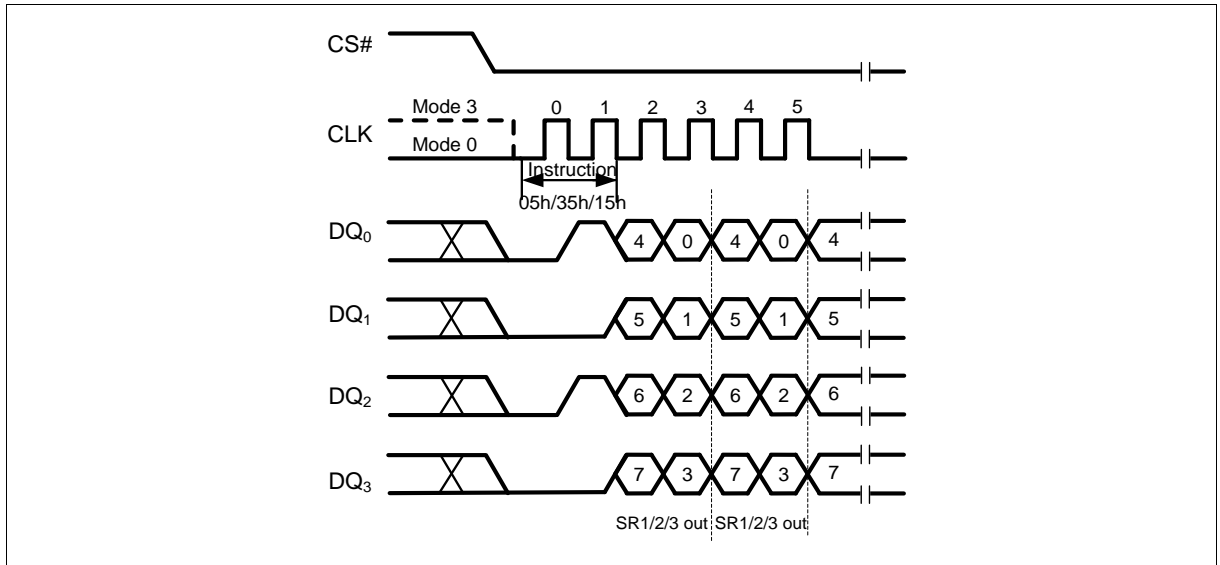 CS#
Mode 3
0 1 2 3 4 5
CLK
Mode 0
Instruction
05h/35h/15h
DQ0 4 0 4 0 4
DQ1 5 1 5 1 5
DQ2 6 2 6 2 6
DQ3 7 3 7 3 7
SR1/2/3 out SR1/2/3 out